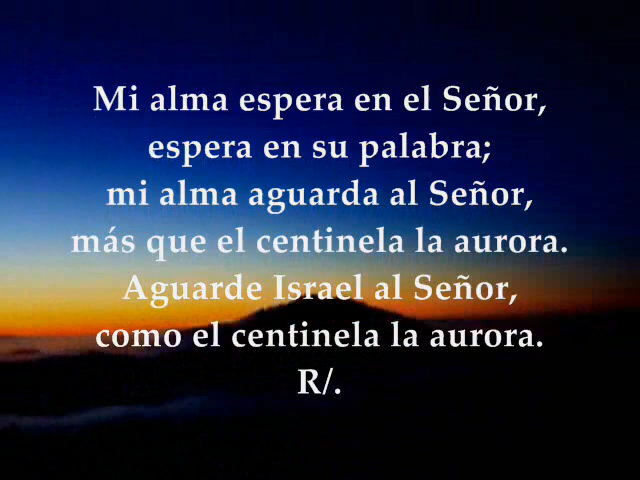 Mi alma espera en el Señor,
espera en su palabra;
mi alma aguarda al Señor,
más que el centinela la aurora.
Aguarde Israel al Señor,
como el centinela la aurora.
R/.